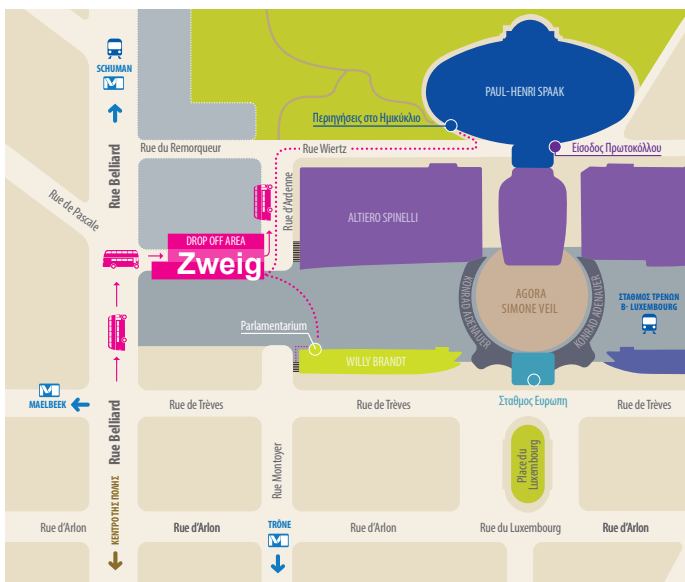 SCHUMAN
M
PAUL-HENRI SPAAK
Περιηγήσεις στο Ημικύκλιο
Rue du Remorqueur
Rue Wiertz
Είσοδος Πρωτοκόλλου
Rue Belliard
Rue de Pascale
Rue d'Ardenne
ALTIERO SPINELLI
DROP OFF AREA
Zweig
KONRAD ADENAUER
AGORA
SIMONE VEIL
KONRAD ADENAUER
ΣΤΑΘΜΟΣ ΤΡΕΝΩΝ
B- LUXEMBOURG
Parlamentarium
WILLY BRANDT
M
MAELBEEK
Rue Belliard
Rue de Trèves
Rue de Trèves
Σταθμος Ευρωπη
Rue de Trèves
Rue Montoyer
Place du
Luxembourg
ΚΕΝΤΡΟ ΤΗΣ ΠΟΛΗΣ
Rue d'Arlon
Rue d'Arlon
TRÔNE
M
Rue d'Arlon
Rue du Luxembourg
Rue d'Arlon